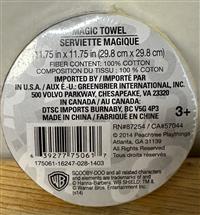 MAGIC TOWEL
SERVIETTE MAGIQUE
11.75 in x 11.75 in (29.8 cm x 29.8 cm)
FIBER CONTENT: 100% COTTON
COMPOSITION DU TISSU : 100 % COTON
IMPORTED BY / IMPORTÉ PAR
IN U.S.A. / AUX É.-U.: GREENBRIER INTERNATIONAL, INC.
500 VOLVO PARKWAY, CHESAPEAKE, VA 23320
IN CANADA / AU CANADA:
DTSC IMPORTS BURNABY, BC V5G 4P3
MADE IN CHINA / FABRIQUÉ EN CHINE
3+
RN#87254 / CA#57044
© 2014 Peachtree Playthings
Atlanta, GA 31139
All rights reserved.
39277 75061
175061-16247-028-1403
SCOOBY-DOO and all related characters
and elements are trademarks of and
© Hanna-Barbera. WB SHIELD: ™ &
© Warner Bros. Entertainment Inc.
(s14)